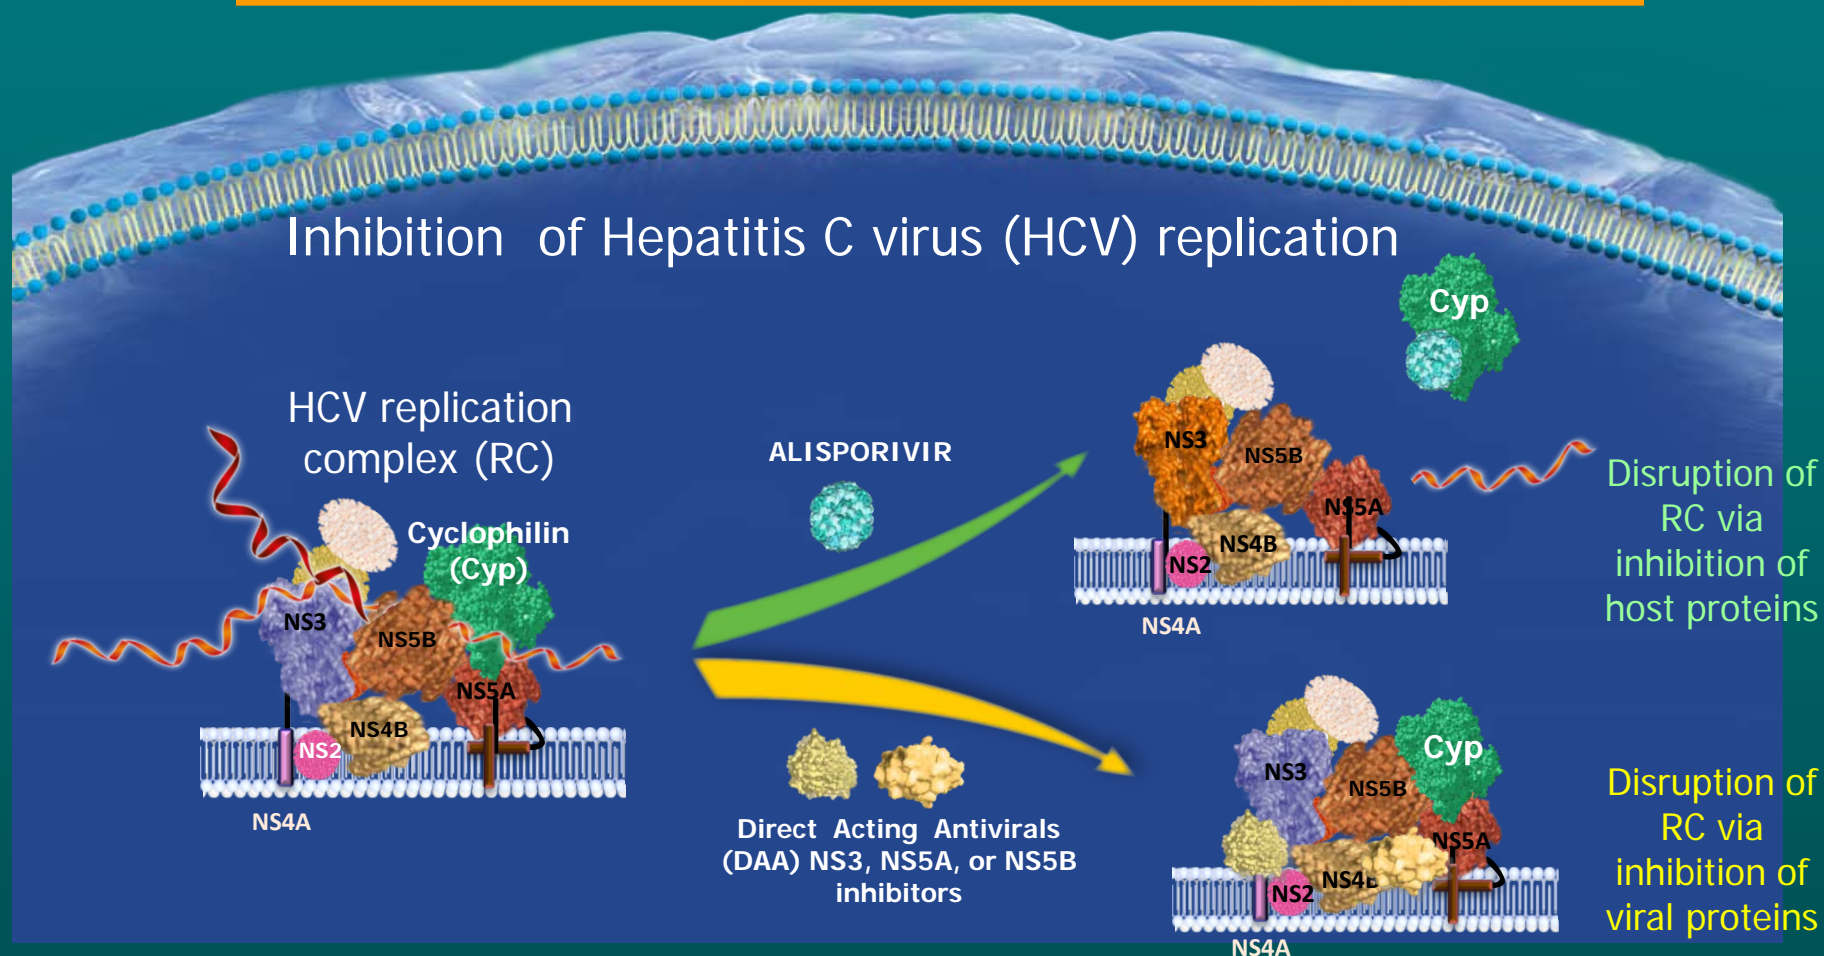 Inhibition of Hepatitis C virus (HCV) replication
Cyp
HCV replication
complex (RC)
Cyclophilin
(Cyp)
NS3
NS5B
NS5A
NS4B
NS2
NS4A
ALISPORIVIR
NS3
NS5B
NS5A
NS4B
NS2
NS4A
Disruption of
RC via
inhibition of
host proteins
Direct Acting Antivirals
(DAA) NS3, NS5A, or NS5B
inhibitors
Cyp
NS3
NS5B
NS5A
NS4B
NS2
NS4A
Disruption of
RC via
inhibition of
viral proteins